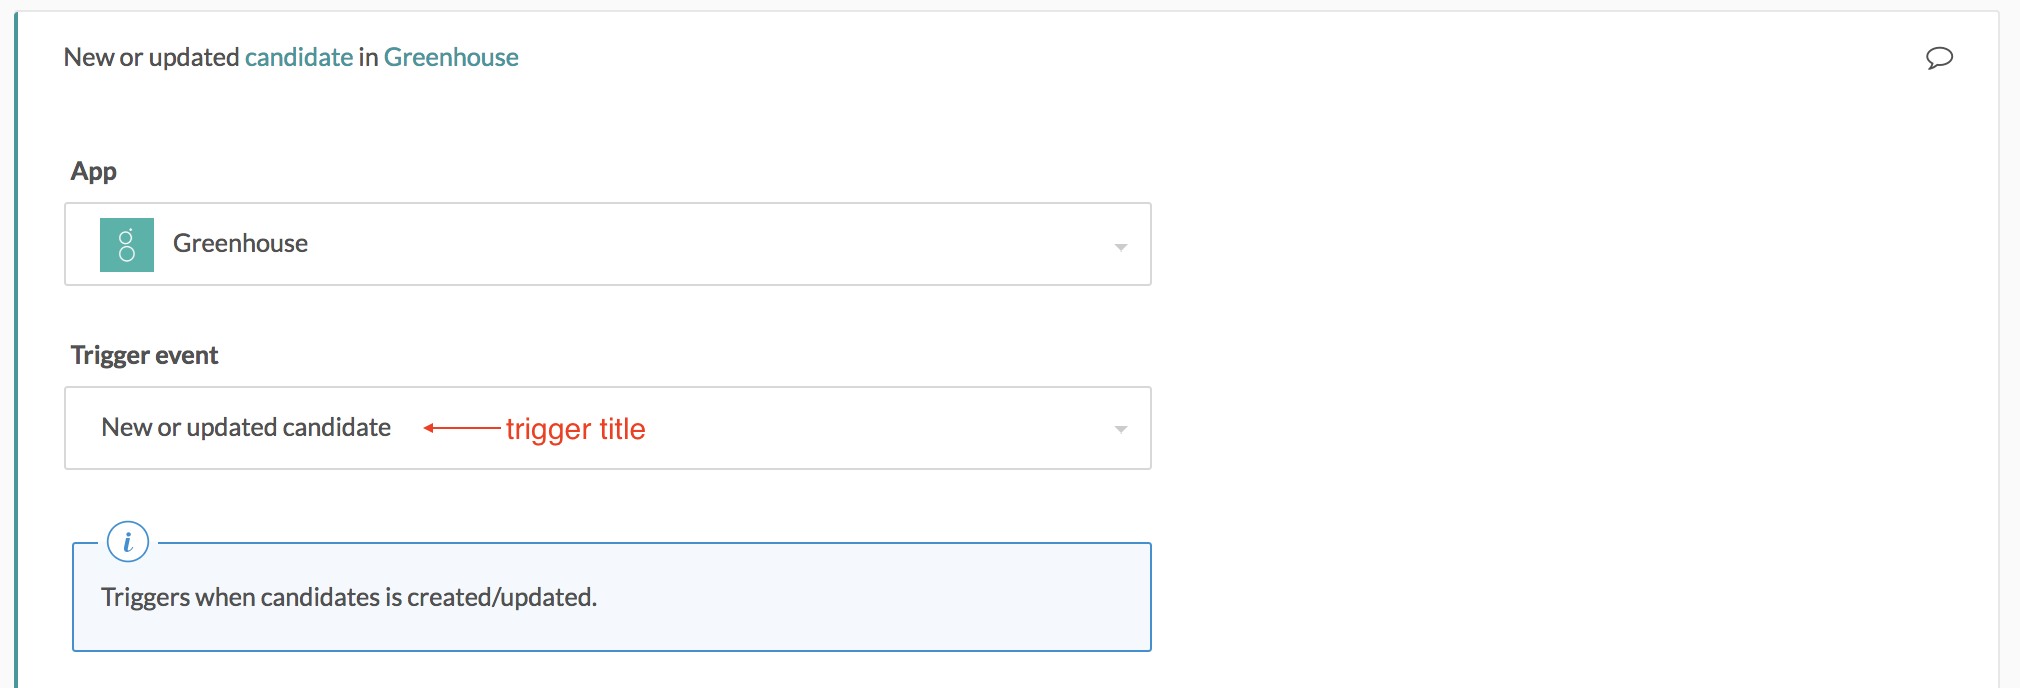 New or updated candidate in Greenhouse
App
Greenhouse
Trigger event
New or updated candidate
trigger title
i
Triggers when candidates is created/updated.